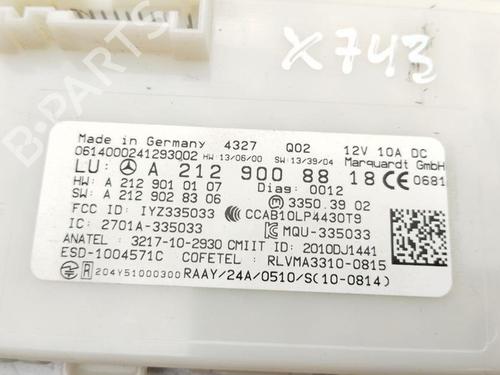 X743
B-PARTS
Made in Germany 4327 Q02 12V 10A DC
0614000241293Q02 HW 13/06/00 SW:13/39/04 Marquardt GmbH
LU: A 212 900 88 18 CE 0681
HW: A 212 901 01 07 Diag: 0012
SW: A 212 902 83 06 3350.3902
FCC ID: IYZ335033 CCAB10LP4430T9
IC: 2701A-335033 MQU-335033
ANATEL: 3217-10-2930 CMIIT ID: 2010DJ1441
ESD-1004571C COFETEL: RLVMA3310-0815
R 204Y51000300 RAAY/24A/0510/S(10-0814)